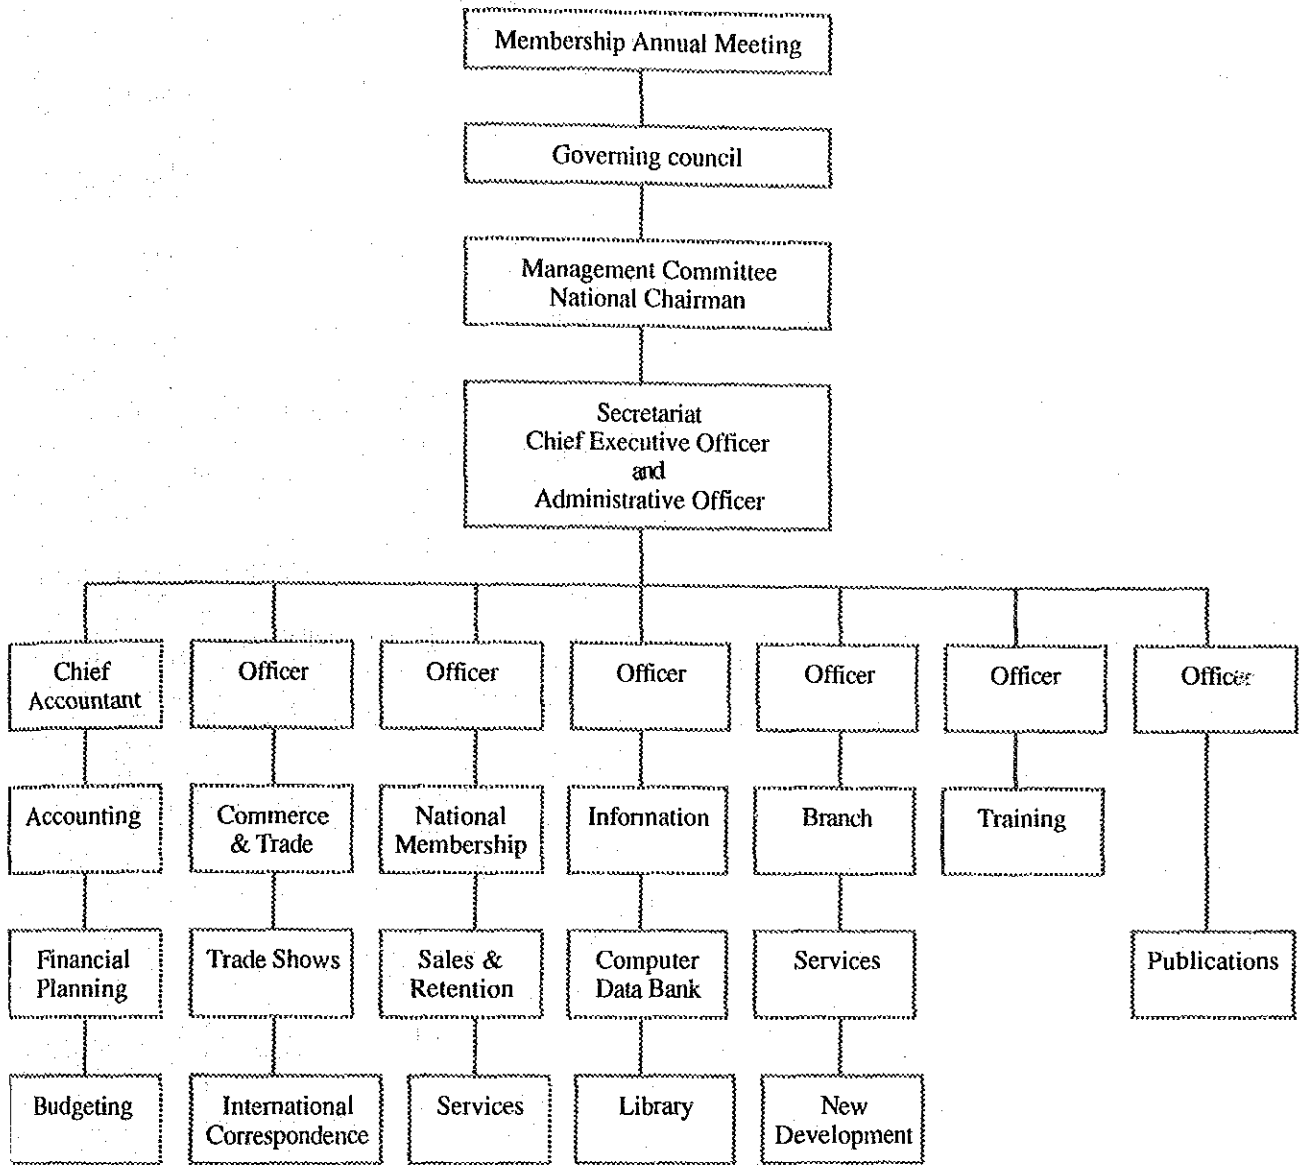 Membership Annual Meeting
Governing council
Management Committee
National Chairman
Secretariat
Chief Executive Officer
and
Administrative Officer
Chief
Accountant
Officer
Officer
Officer
Officer
Officer
Officer
Accounting
Commerce
& Trade
National
Membership
Information
Branch
Training
Financial
Planning
Trade Shows
Sales &
Retention
Computer
Data Bank
Services
Publications
Budgeting
International
Correspondence
Services
Library
New
Development